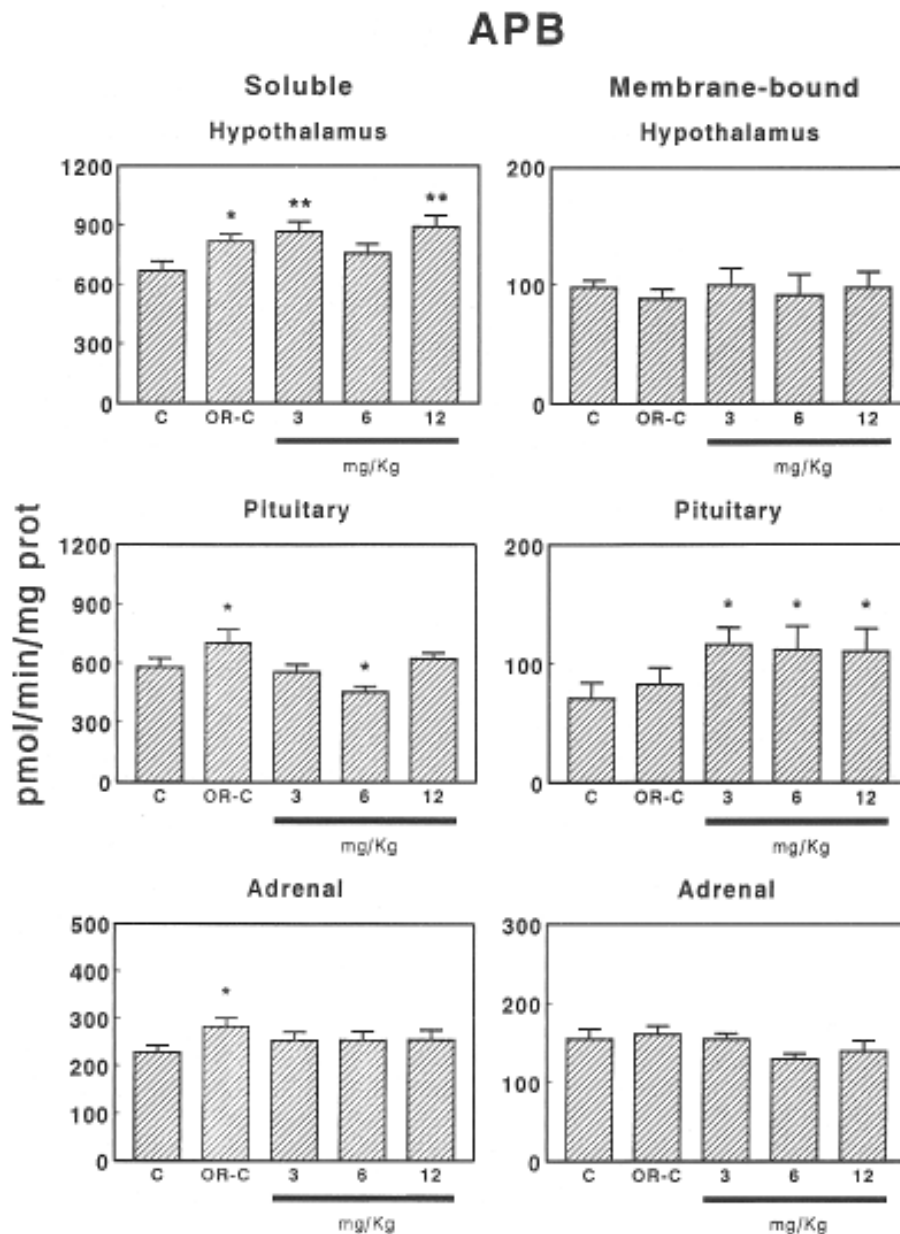 APB
Soluble
Membrane-bound
Hypothalamus
Hypothalamus
1200
900
600
300
0
* ** **
C OR-C 3 6 12
mg/Kg
200
100
0
C OR-C 3 6 12
mg/Kg
pmol/min/mg prot
Pituitary
Pituitary
1200
900
600
300
0
* *
C OR-C 3 6 12
mg/Kg
200
100
0
* * *
C OR-C 3 6 12
mg/Kg
Adrenal
Adrenal
500
400
300
200
100
0
*
C OR-C 3 6 12
mg/Kg
300
200
100
0
C OR-C 3 6 12
mg/Kg